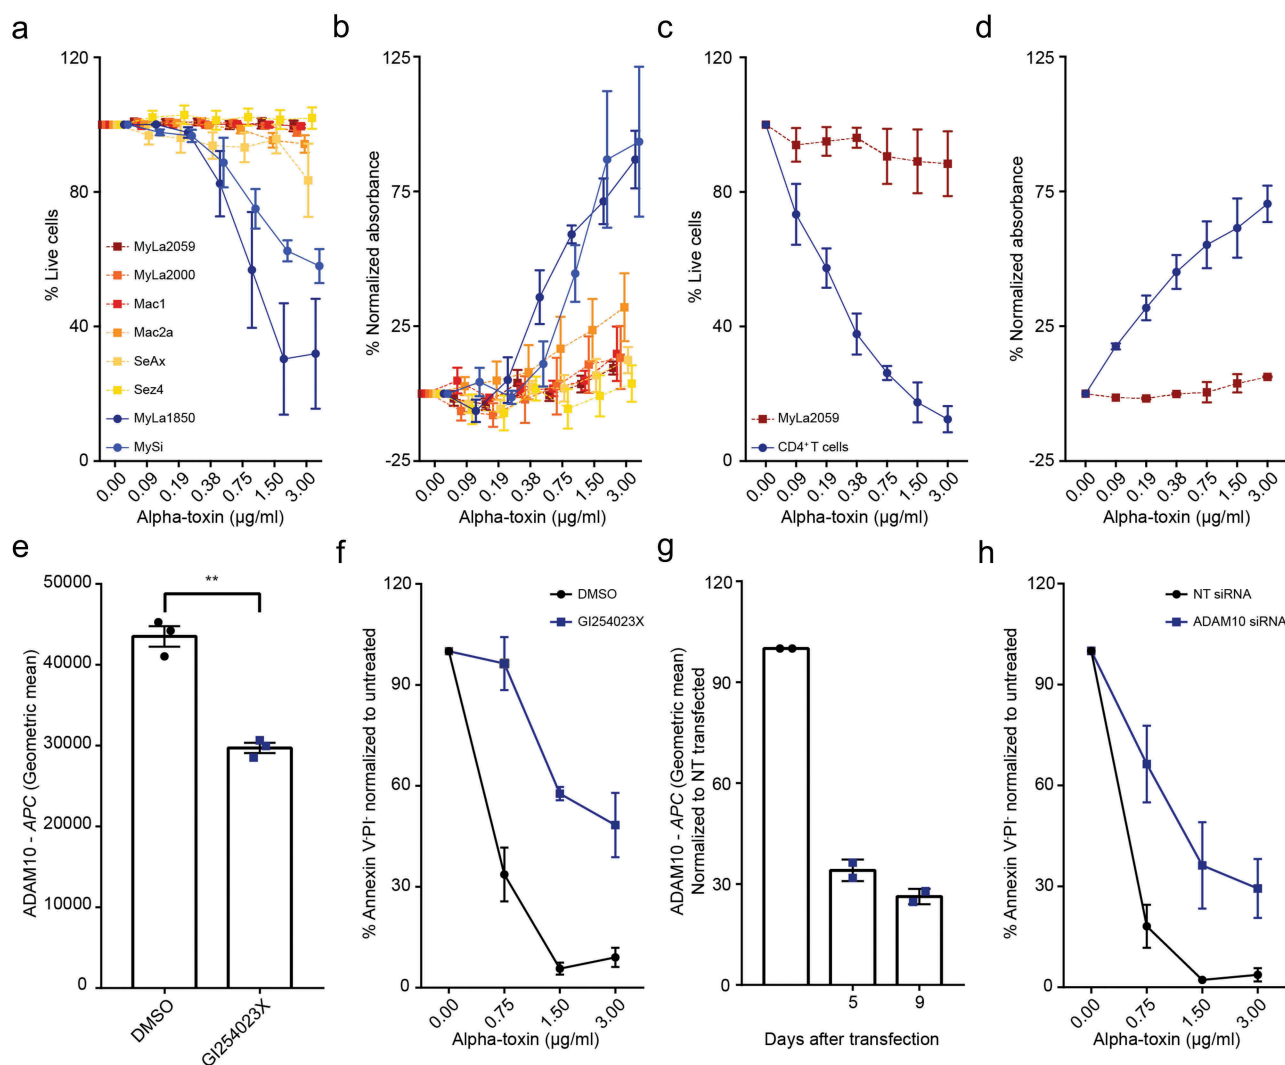 a
% Live cells
120
80
40
0
MyLa2059
MyLa2000
Mac1
Mac2a
SeAx
Sez4
MyLa1850
MySi
0.00 0.09 0.19 0.38 0.75 1.50 3.00
Alpha-toxin (µg/ml)
b
% Normalized absorbance
125
75
25
-25
0.00 0.09 0.19 0.38 0.75 1.50 3.00
Alpha-toxin (µg/ml)
c
% Live cells
120
80
40
0
MyLa2059
CD4+ T cells
0.00 0.09 0.19 0.38 0.75 1.50 3.00
Alpha-toxin (µg/ml)
d
% Normalized absorbance
125
75
25
-25
0.00 0.09 0.19 0.38 0.75 1.50 3.00
Alpha-toxin (µg/ml)
e
ADAM10 - APC (Geometric mean)
50000
40000
30000
20000
10000
0
**
DMSO GI254023X
f
% Annexin V-PI- normalized to untreated
120
90
60
30
0
DMSO
GI254023X
0.00 0.75 1.50 3.00
Alpha-toxin (µg/ml)
g
ADAM10 - APC (Geometric mean)
Normalized to NT transfected
120
90
60
30
0
5 9
Days after transfection
h
% Annexin V-PI- normalized to untreated
120
90
60
30
0
NT siRNA
ADAM10 siRNA
0.00 0.75 1.50 3.00
Alpha-toxin (µg/ml)